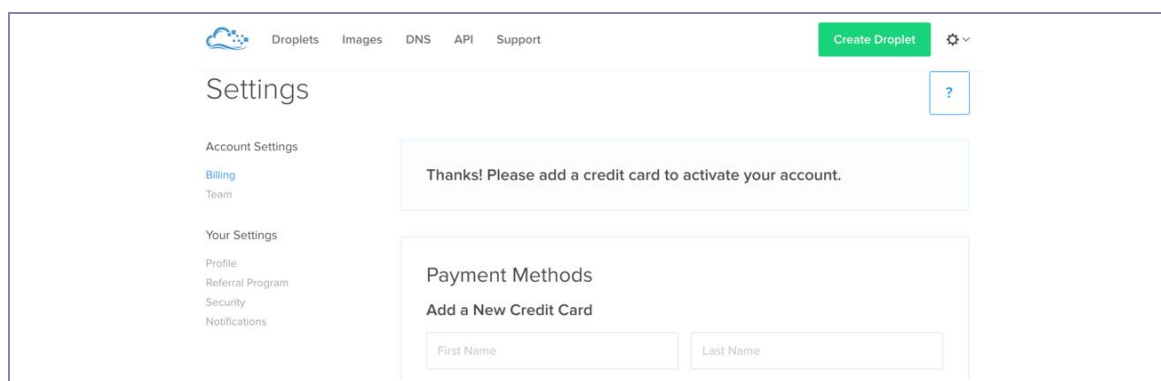 Droplets Images DNS API Support Create Droplet
Settings ?
Account Settings
Billing
Team
Your Settings
Profile
Referral Program
Security
Notifications
Thanks! Please add a credit card to activate your account.
Payment Methods
Add a New Credit Card
First Name Last Name